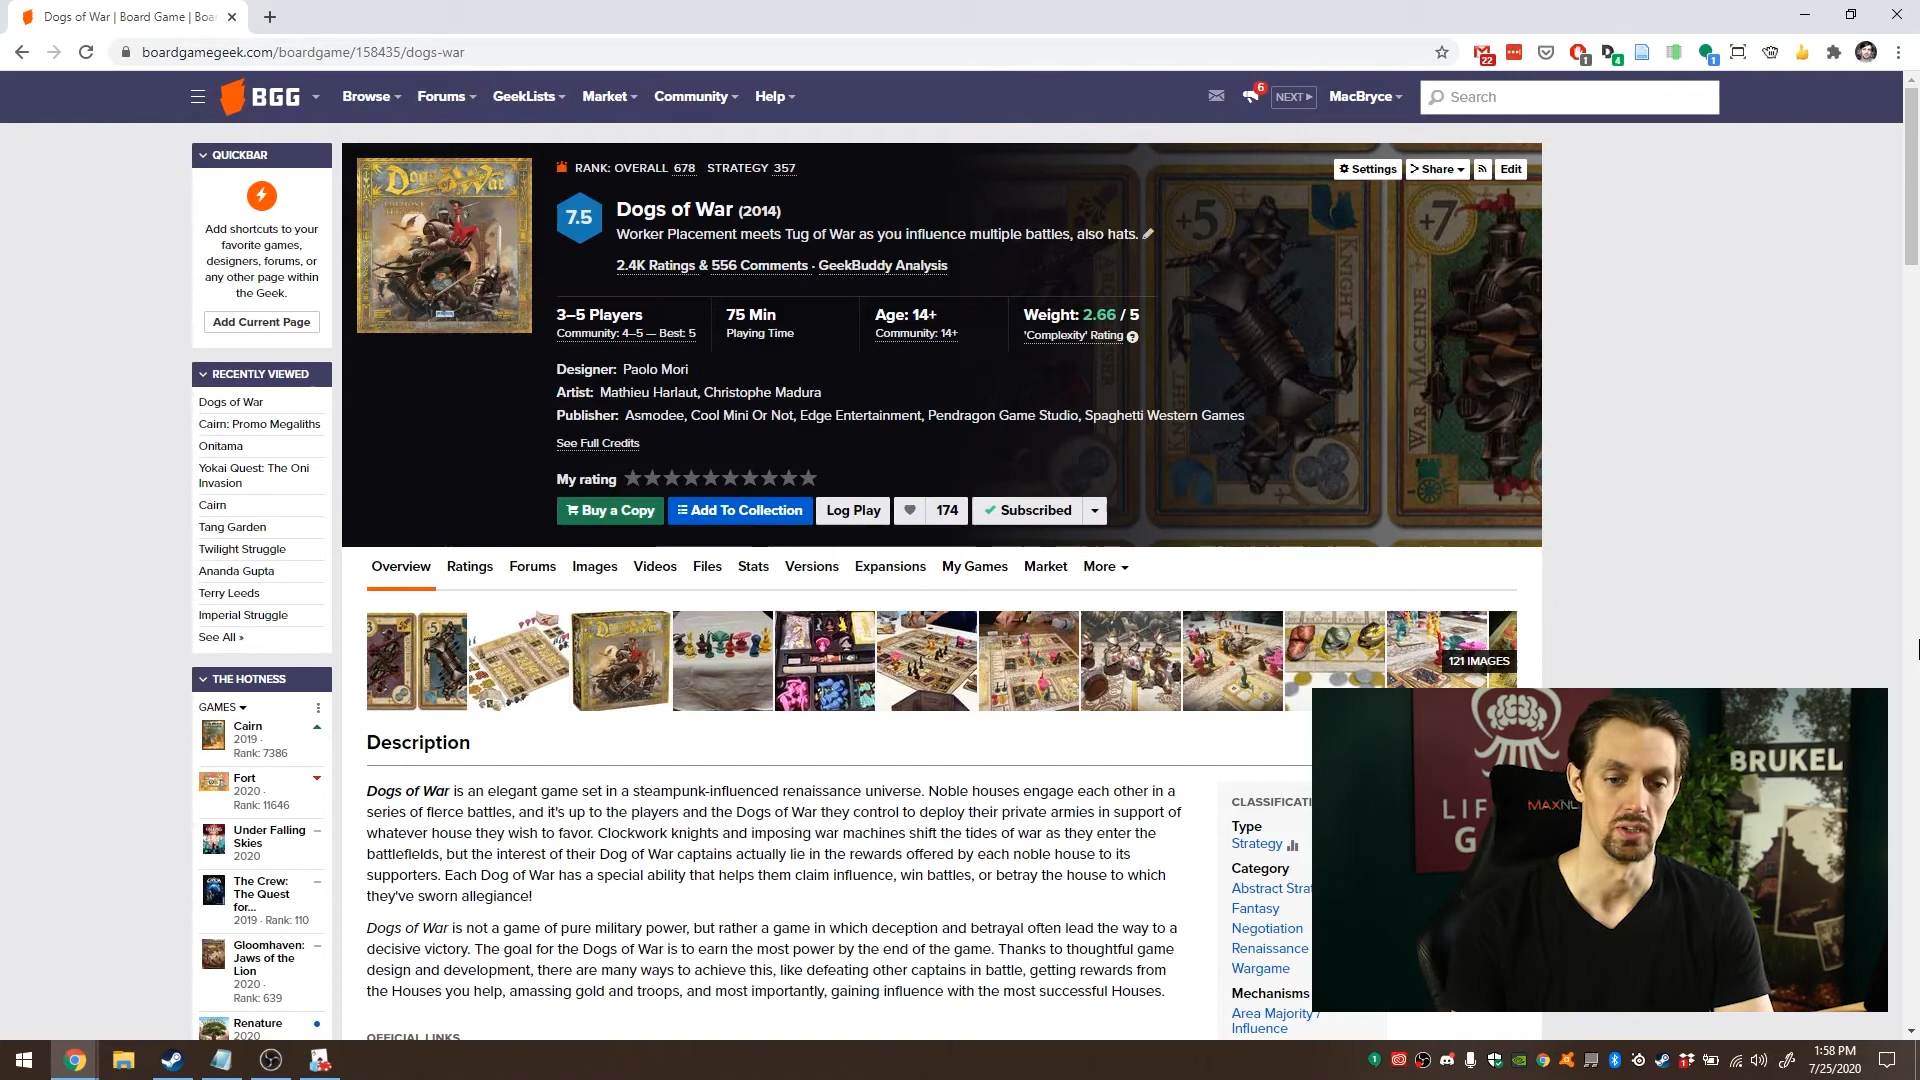 Dogs of War | Board Game | Boa
boardgamegeek.com/boardgame/158435/dogs-war
22
1
4
1
BGG
Browse
Forums
GeekLists
Market
Community
Help
6
NEXT
MacBryce
Search
QUICKBAR
Add shortcuts to your
favorite games,
designers, forums, or
any other page within
the Geek.
Add Current Page
RECENTLY VIEWED
Dogs of War
Cairn: Promo Megaliths
Onitama
Yokai Quest: The Oni
Invasion
Cairn
Tang Garden
Twilight Struggle
Ananda Gupta
Terry Leeds
Imperial Struggle
See All »
THE HOTNESS
GAMES
Cairn
2019 ·
Rank: 7386
Fort
2020 ·
Rank: 11646
Under Falling
Skies
2020
The Crew:
The Quest
for...
2019 · Rank: 110
Gloomhaven:
Jaws of the
Lion
2020 ·
Rank: 639
Renature
2020
Dogs of War
RANK: OVERALL 678 STRATEGY 357
Settings
Share
Edit
7.5
Dogs of War (2014)
Worker Placement meets Tug of War as you influence multiple battles, also hats.
2.4K Ratings & 556 Comments · GeekBuddy Analysis
3–5 Players
Community: 4–5 — Best: 5
75 Min
Playing Time
Age: 14+
Community: 14+
Weight: 2.66 / 5
'Complexity' Rating
Designer: Paolo Mori
Artist: Mathieu Harlaut, Christophe Madura
Publisher: Asmodee, Cool Mini Or Not, Edge Entertainment, Pendragon Game Studio, Spaghetti Western Games
See Full Credits
My rating
Buy a Copy
Add To Collection
Log Play
174
Subscribed
+5
KNIGHT
KNIGHT
+7
WAR MACHINE
Overview
Ratings
Forums
Images
Videos
Files
Stats
Versions
Expansions
My Games
Market
More
121 IMAGES
Description
Dogs of War is an elegant game set in a steampunk-influenced renaissance universe. Noble houses engage each other in a
series of fierce battles, and it's up to the players and the Dogs of War they control to deploy their private armies in support of
whatever house they wish to favor. Clockwork knights and imposing war machines shift the tides of war as they enter the
battlefields, but the interest of their Dog of War captains actually lie in the rewards offered by each noble house to its
supporters. Each Dog of War has a special ability that helps them claim influence, win battles, or betray the house to which
they've sworn allegiance!
Dogs of War is not a game of pure military power, but rather a game in which deception and betrayal often lead the way to a
decisive victory. The goal for the Dogs of War is to earn the most power by the end of the game. Thanks to thoughtful game
design and development, there are many ways to achieve this, like defeating other captains in battle, getting rewards from
the Houses you help, amassing gold and troops, and most importantly, gaining influence with the most successful Houses.
OFFICIAL LINKS
CLASSIFICATI
Type
Strategy
Category
Abstract Strat
Fantasy
Negotiation
Renaissance
Wargame
Mechanisms
Area Majority /
Influence
BRUKEL
LIF
G
MAXN
1:58 PM
7/25/2020